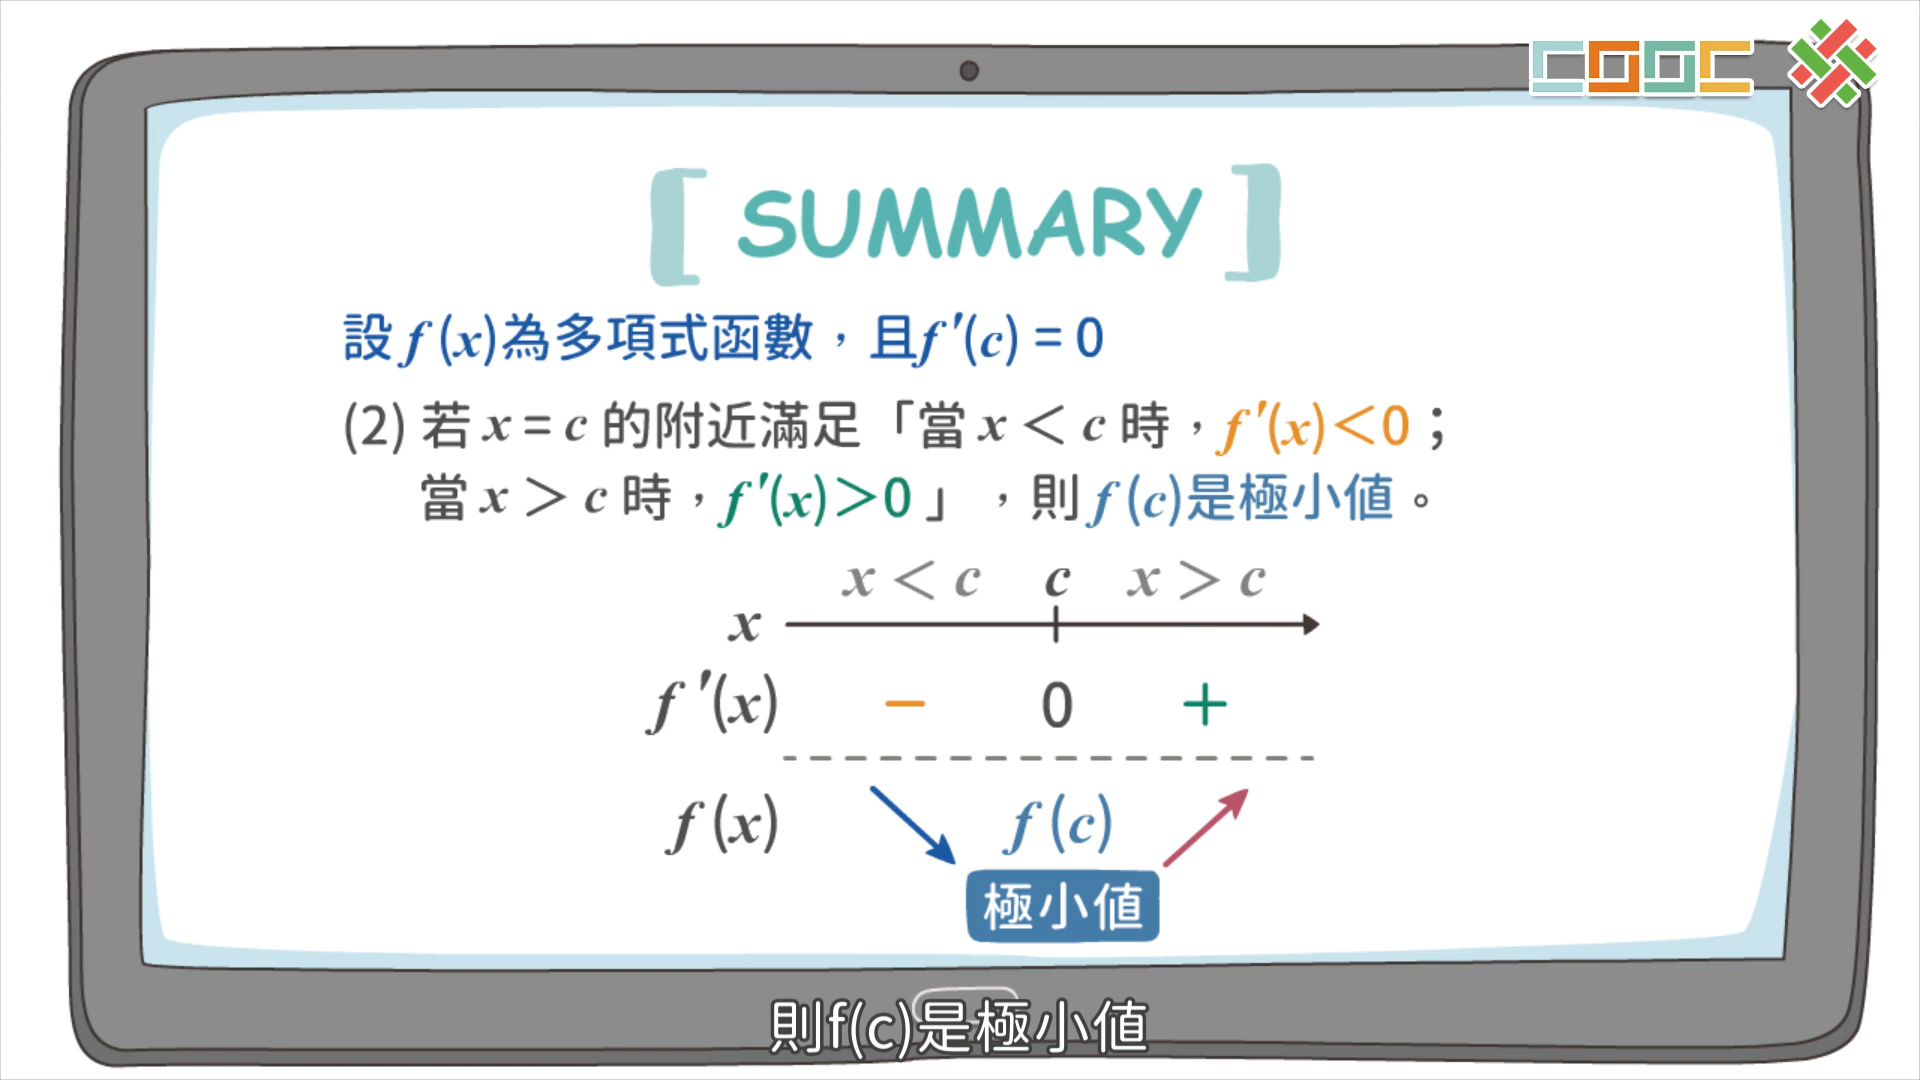 [ SUMMARY ]
設 f (x)為多項式函數，且f ′(c) = 0
(2) 若 x = c 的附近滿足「當 x < c 時，f ′(x)<0；
當 x > c 時，f ′(x)>0 」，則 f (c)是極小值。
x < c c x > c
x
f ′(x) − 0 +
f (x) f (c)
極小值
則f(c)是極小值